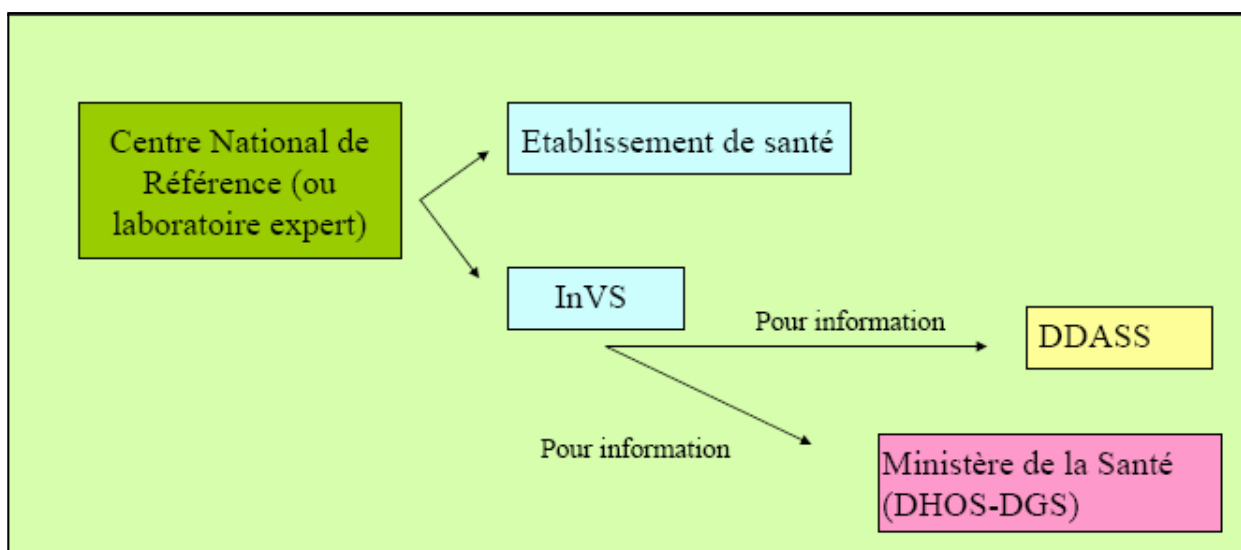 Centre National de
Référence (ou
laboratoire expert)
Etablissement de santé
InVS
Pour information
DDASS
Pour information
Ministère de la Santé
(DHOS-DGS)